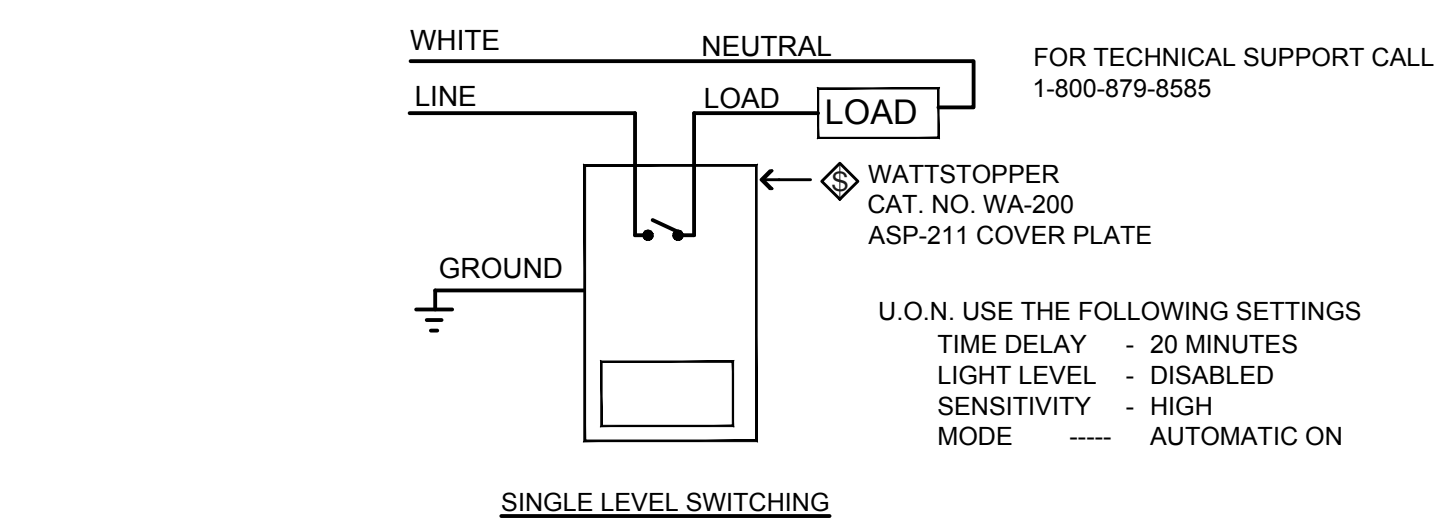 WHITE
NEUTRAL
FOR TECHNICAL SUPPORT CALL
1-800-879-8585
LINE
LOAD
LOAD
$ WATTSTOPPER
CAT. NO. WA-200
ASP-211 COVER PLATE
GROUND
U.O.N. USE THE FOLLOWING SETTINGS
TIME DELAY - 20 MINUTES
LIGHT LEVEL - DISABLED
SENSITIVITY - HIGH
MODE ----- AUTOMATIC ON
SINGLE LEVEL SWITCHING